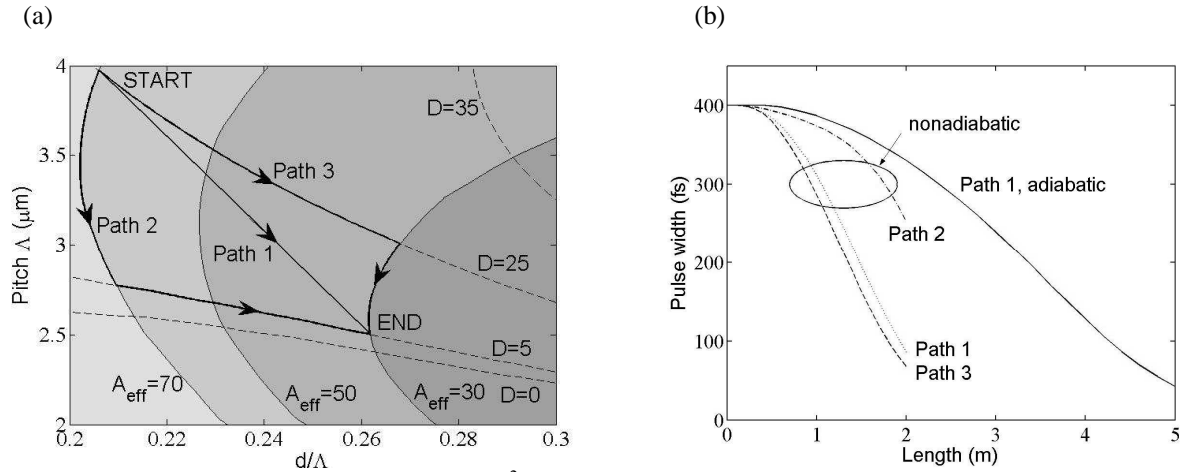 (a)
(b)
4
3.5
3
2.5
2
Pitch Λ (μm)
START
D=35
Path 3
Path 2
Path 1
D=25
END
D=5
A_eff=70
A_eff=50
A_eff=30
D=0
0.2
0.22
0.24
0.26
0.28
0.3
d/Λ
400
300
200
100
0
Pulse width (fs)
nonadiabatic
Path 1, adiabatic
Path 2
Path 1
Path 3
0
1
2
3
4
5
Length (m)